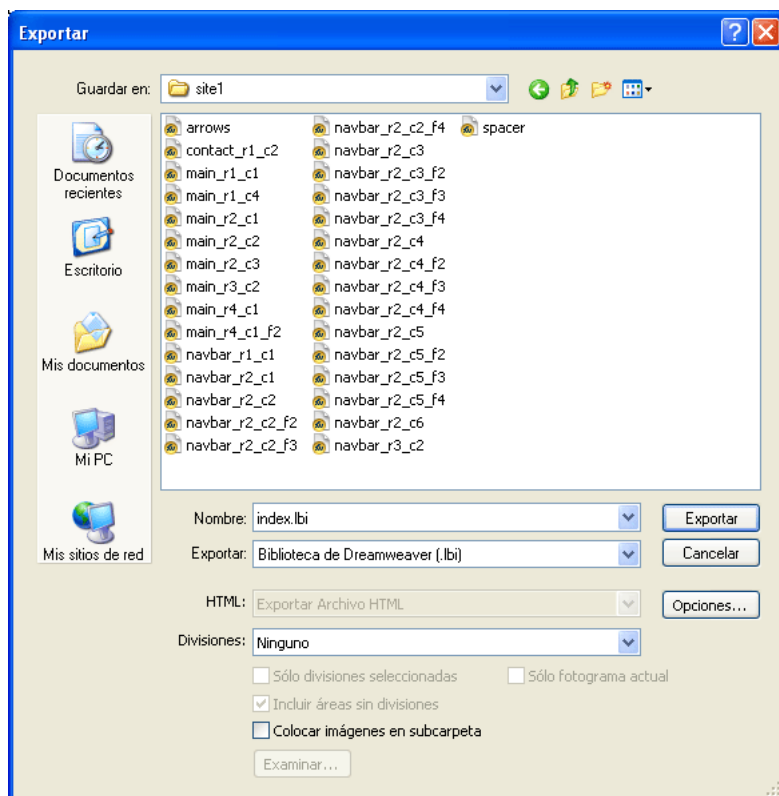 Exportar
Guardar en: site1
Documentos
recientes
Escritorio
Mis documentos
Mi PC
Mis sitios de red
arrows
contact_r1_c2
main_r1_c1
main_r1_c4
main_r2_c1
main_r2_c2
main_r2_c3
main_r3_c2
main_r4_c1
main_r4_c1_f2
navbar_r1_c1
navbar_r2_c1
navbar_r2_c2
navbar_r2_c2_f2
navbar_r2_c2_f3
navbar_r2_c2_f4
navbar_r2_c3
navbar_r2_c3_f2
navbar_r2_c3_f3
navbar_r2_c3_f4
navbar_r2_c4
navbar_r2_c4_f2
navbar_r2_c4_f3
navbar_r2_c4_f4
navbar_r2_c5
navbar_r2_c5_f2
navbar_r2_c5_f3
navbar_r2_c5_f4
navbar_r2_c6
navbar_r3_c2
spacer
Nombre: index.lbi Exportar
Exportar: Biblioteca de Dreamweaver (.lbi) Cancelar
HTML: Exportar Archivo HTML Opciones...
Divisiones: Ninguno
Sólo divisiones seleccionadas Sólo fotograma actual
Incluir áreas sin divisiones
Colocar imágenes en subcarpeta
Examinar...